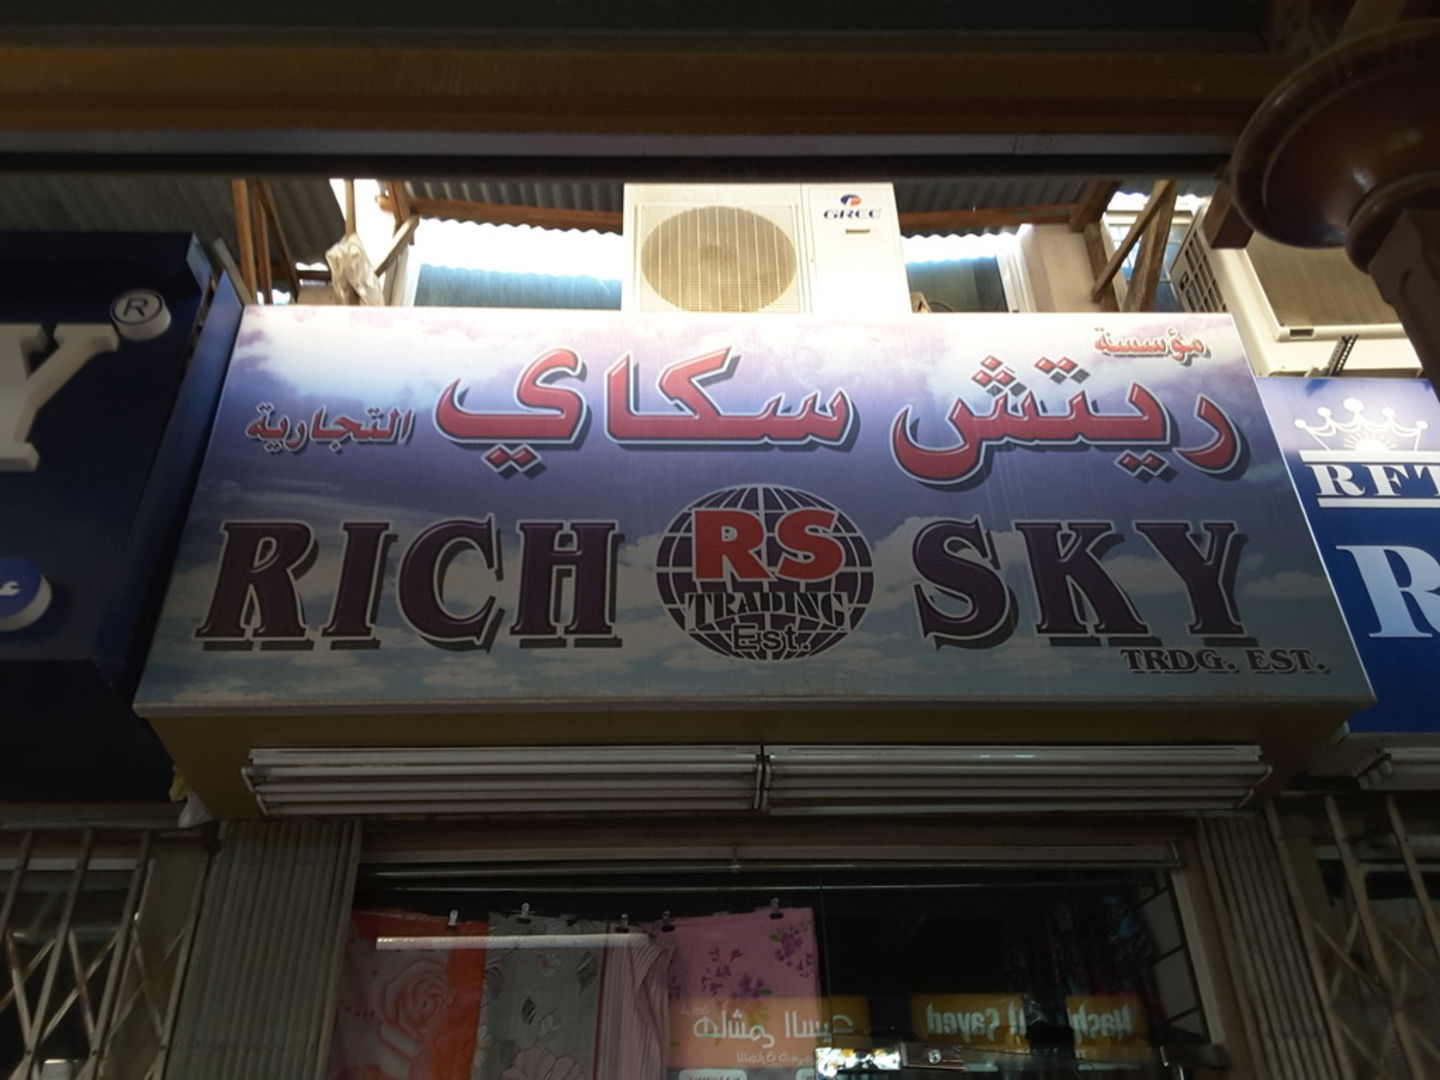 GREE
مؤسسة
ريتش سكاي التجارية
RICH RS SKY
TRADING
Est.
TRDG. EST.
Y ®
RFT
R